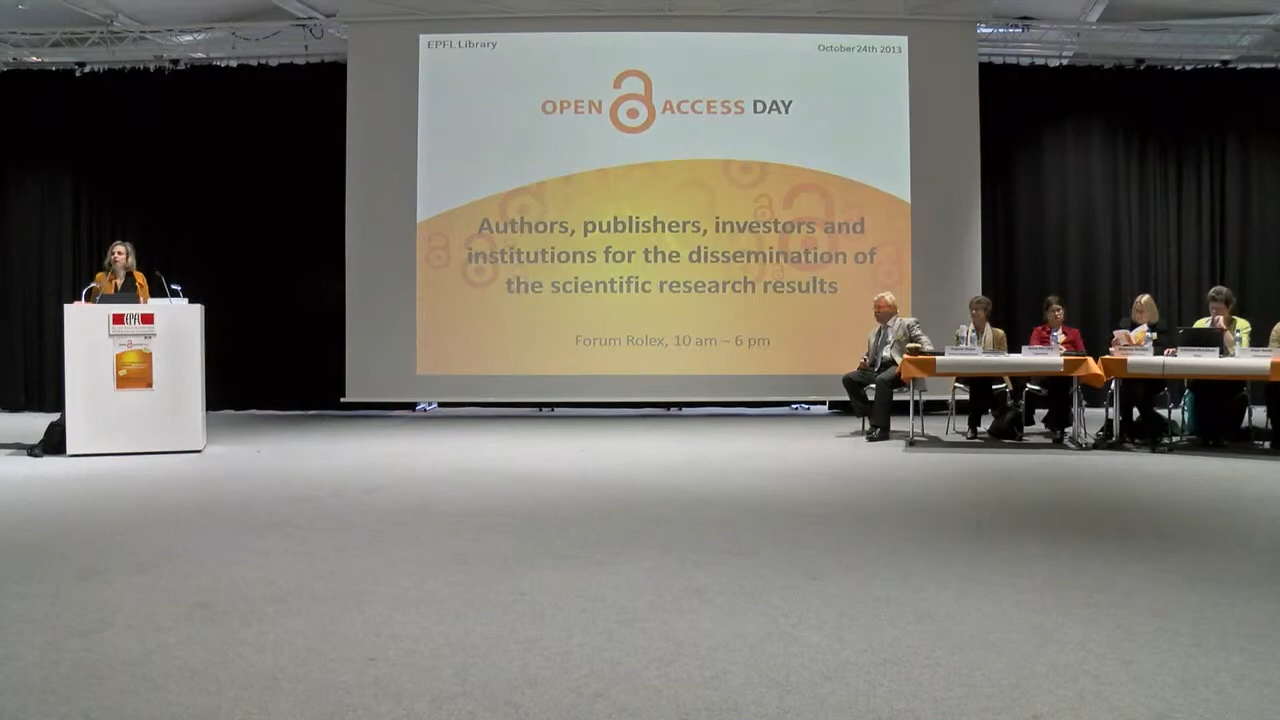 EPFL Library
October 24th 2013
OPEN ACCESS DAY
Authors, publishers, investors and
institutions for the dissemination of
the scientific research results
Forum Rolex, 10 am – 6 pm
EPFL